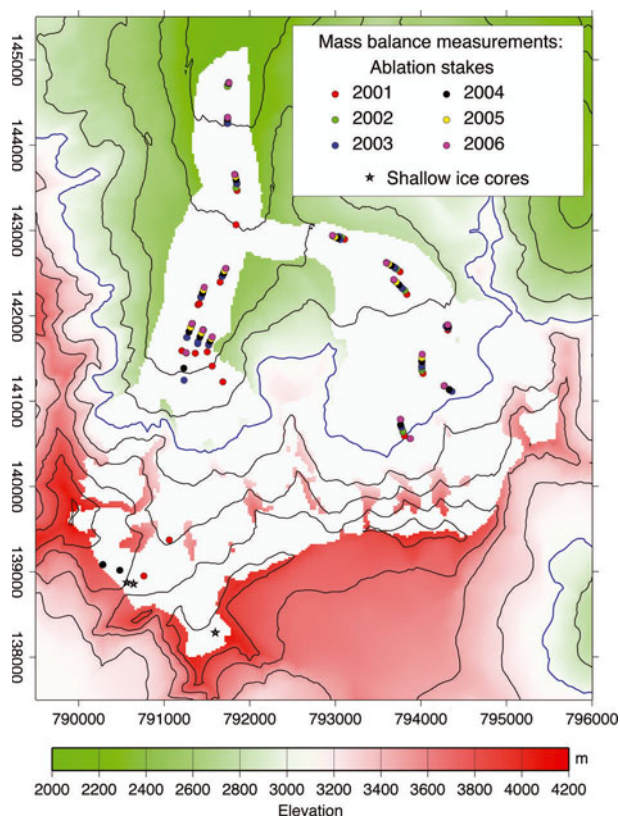 Mass balance measurements:
Ablation stakes
2001
2004
2002
2005
2003
2006
Shallow ice cores
145000
144000
143000
142000
141000
140000
139000
138000
790000 791000 792000 793000 794000 795000 796000
m
2000 2200 2400 2600 2800 3000 3200 3400 3600 3800 4000 4200
Elevation